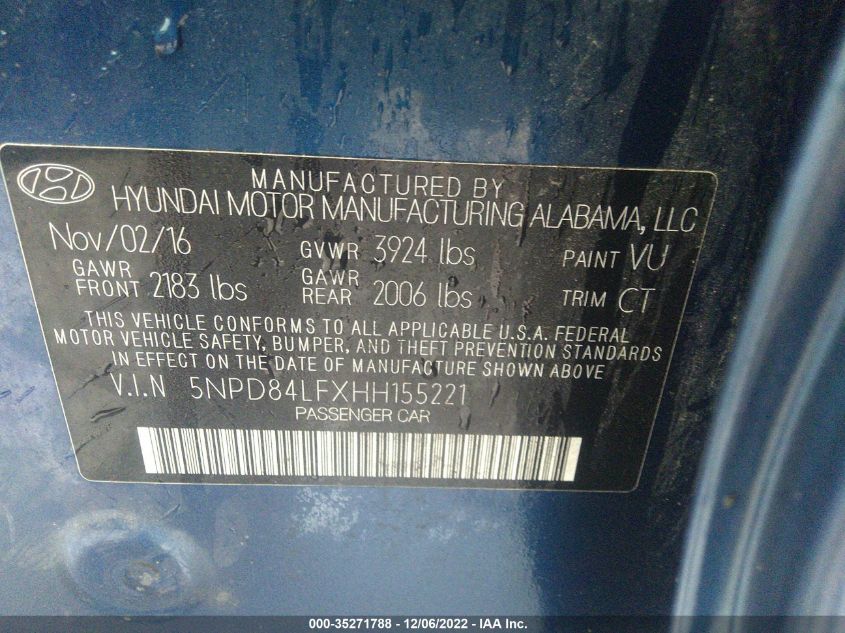 MANUFACTURED BY
HYUNDAI MOTOR MANUFACTURING ALABAMA, LLC
Nov/02/16 GVWR 3924 lbs PAINT VU
GAWR FRONT 2183 lbs GAWR REAR 2006 lbs TRIM CT
THIS VEHICLE CONFORMS TO ALL APPLICABLE U.S.A. FEDERAL
MOTOR VEHICLE SAFETY, BUMPER, AND THEFT PREVENTION STANDARDS
IN EFFECT ON THE DATE OF MANUFACTURE SHOWN ABOVE
V.I.N 5NPD84LFXHH155221
PASSENGER CAR
000-35271788 - 12/06/2022 - IAA Inc.